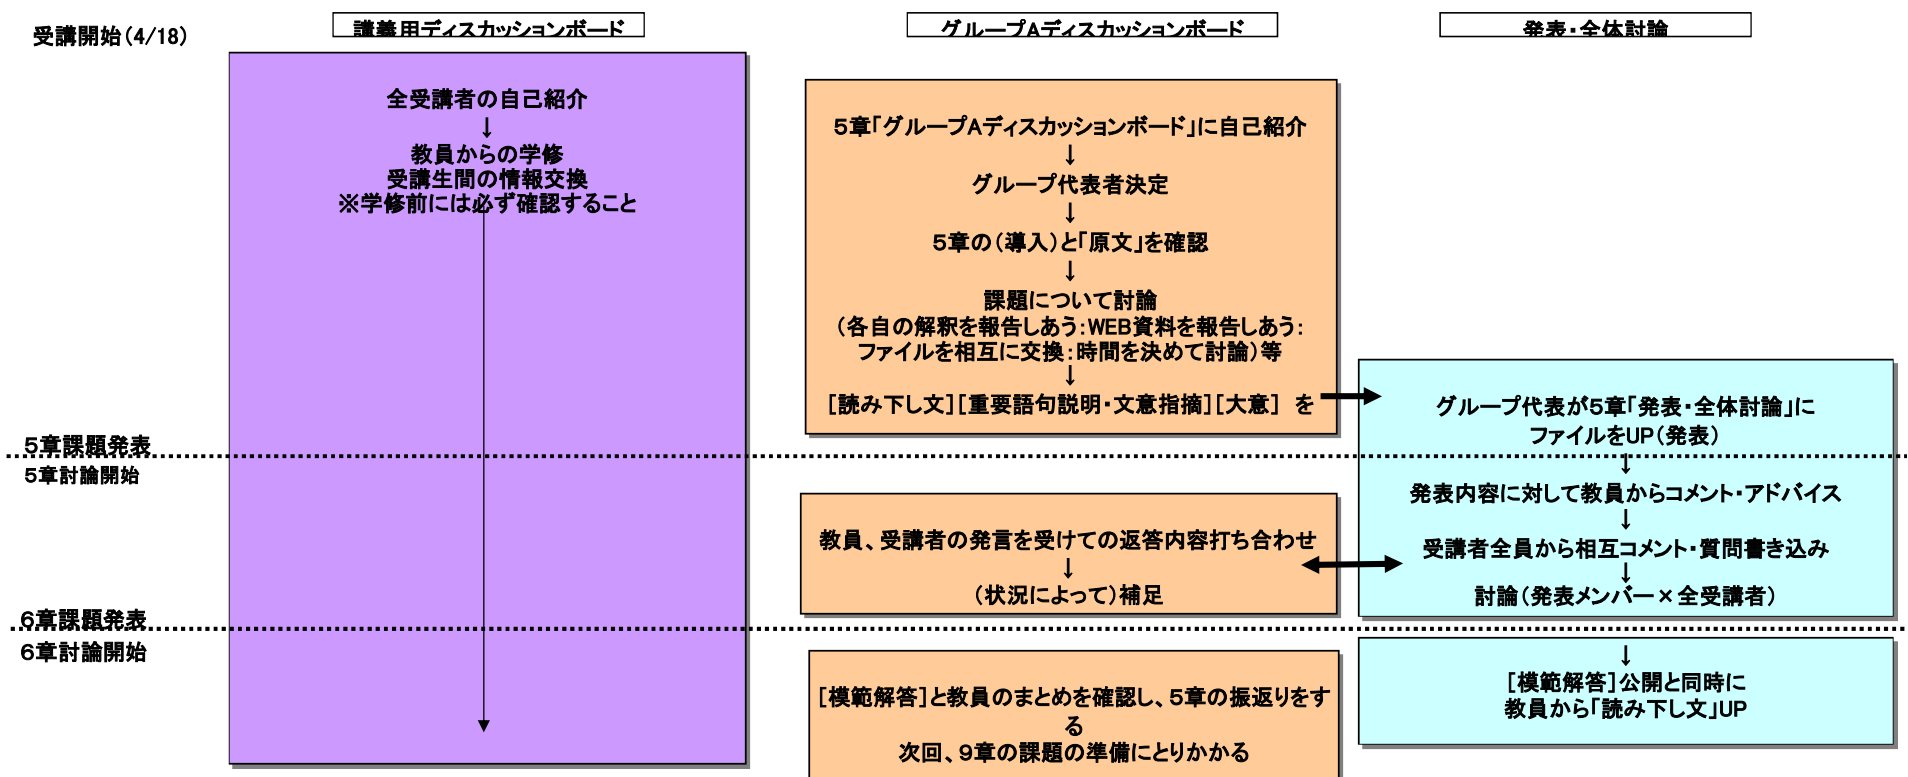 受講開始(4/18)
講義用ディスカッションボード
グループAディスカッションボード
発表・全体討論
全受講者の自己紹介
↓
教員からの学修
受講生間の情報交換
※学修前には必ず確認すること
5章「グループAディスカッションボード」に自己紹介
↓
グループ代表者決定
↓
5章の(導入)と「原文」を確認
↓
課題について討論
(各自の解釈を報告しあう:WEB資料を報告しあう:
ファイルを相互に交換:時間を決めて討論)等
↓
[読み下し文][重要語句説明・文意指摘][大意] を
グループ代表が5章「発表・全体討論」に
ファイルをUP(発表)
↓
発表内容に対して教員からコメント・アドバイス
↓
受講者全員から相互コメント・質問書き込み
↓
討論(発表メンバー×全受講者)
5章課題発表
5章討論開始
教員、受講者の発言を受けての返答内容打ち合わせ
↓
(状況によって)補足
6章課題発表
6章討論開始
[模範解答]と教員のまとめを確認し、5章の振返りをす
る
次回、9章の課題の準備にとりかかる
↓
[模範解答]公開と同時に
教員から「読み下し文」UP